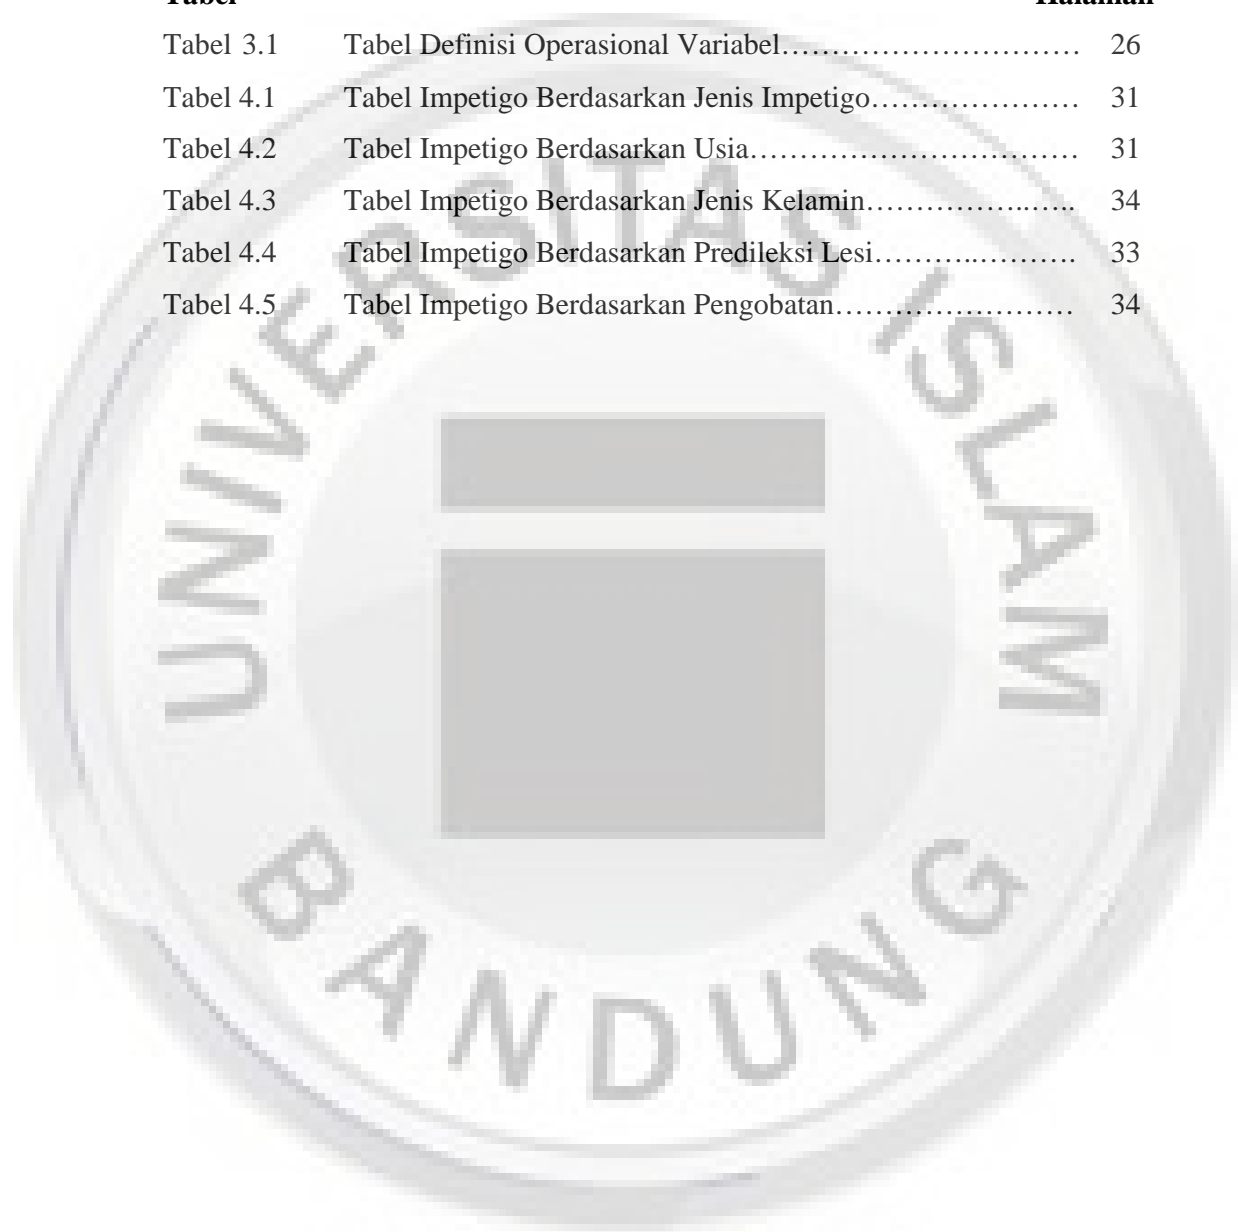 Tabel Halaman
Tabel 3.1 Tabel Definisi Operasional Variabel………………………… 26
Tabel 4.1 Tabel Impetigo Berdasarkan Jenis Impetigo………………… 31
Tabel 4.2 Tabel Impetigo Berdasarkan Usia…………………………… 31
Tabel 4.3 Tabel Impetigo Berdasarkan Jenis Kelamin……………..….. 34
Tabel 4.4 Tabel Impetigo Berdasarkan Predileksi Lesi………..………. 33
Tabel 4.5 Tabel Impetigo Berdasarkan Pengobatan…………………… 34
UNIVERSITAS ISLAM
BANDUNG